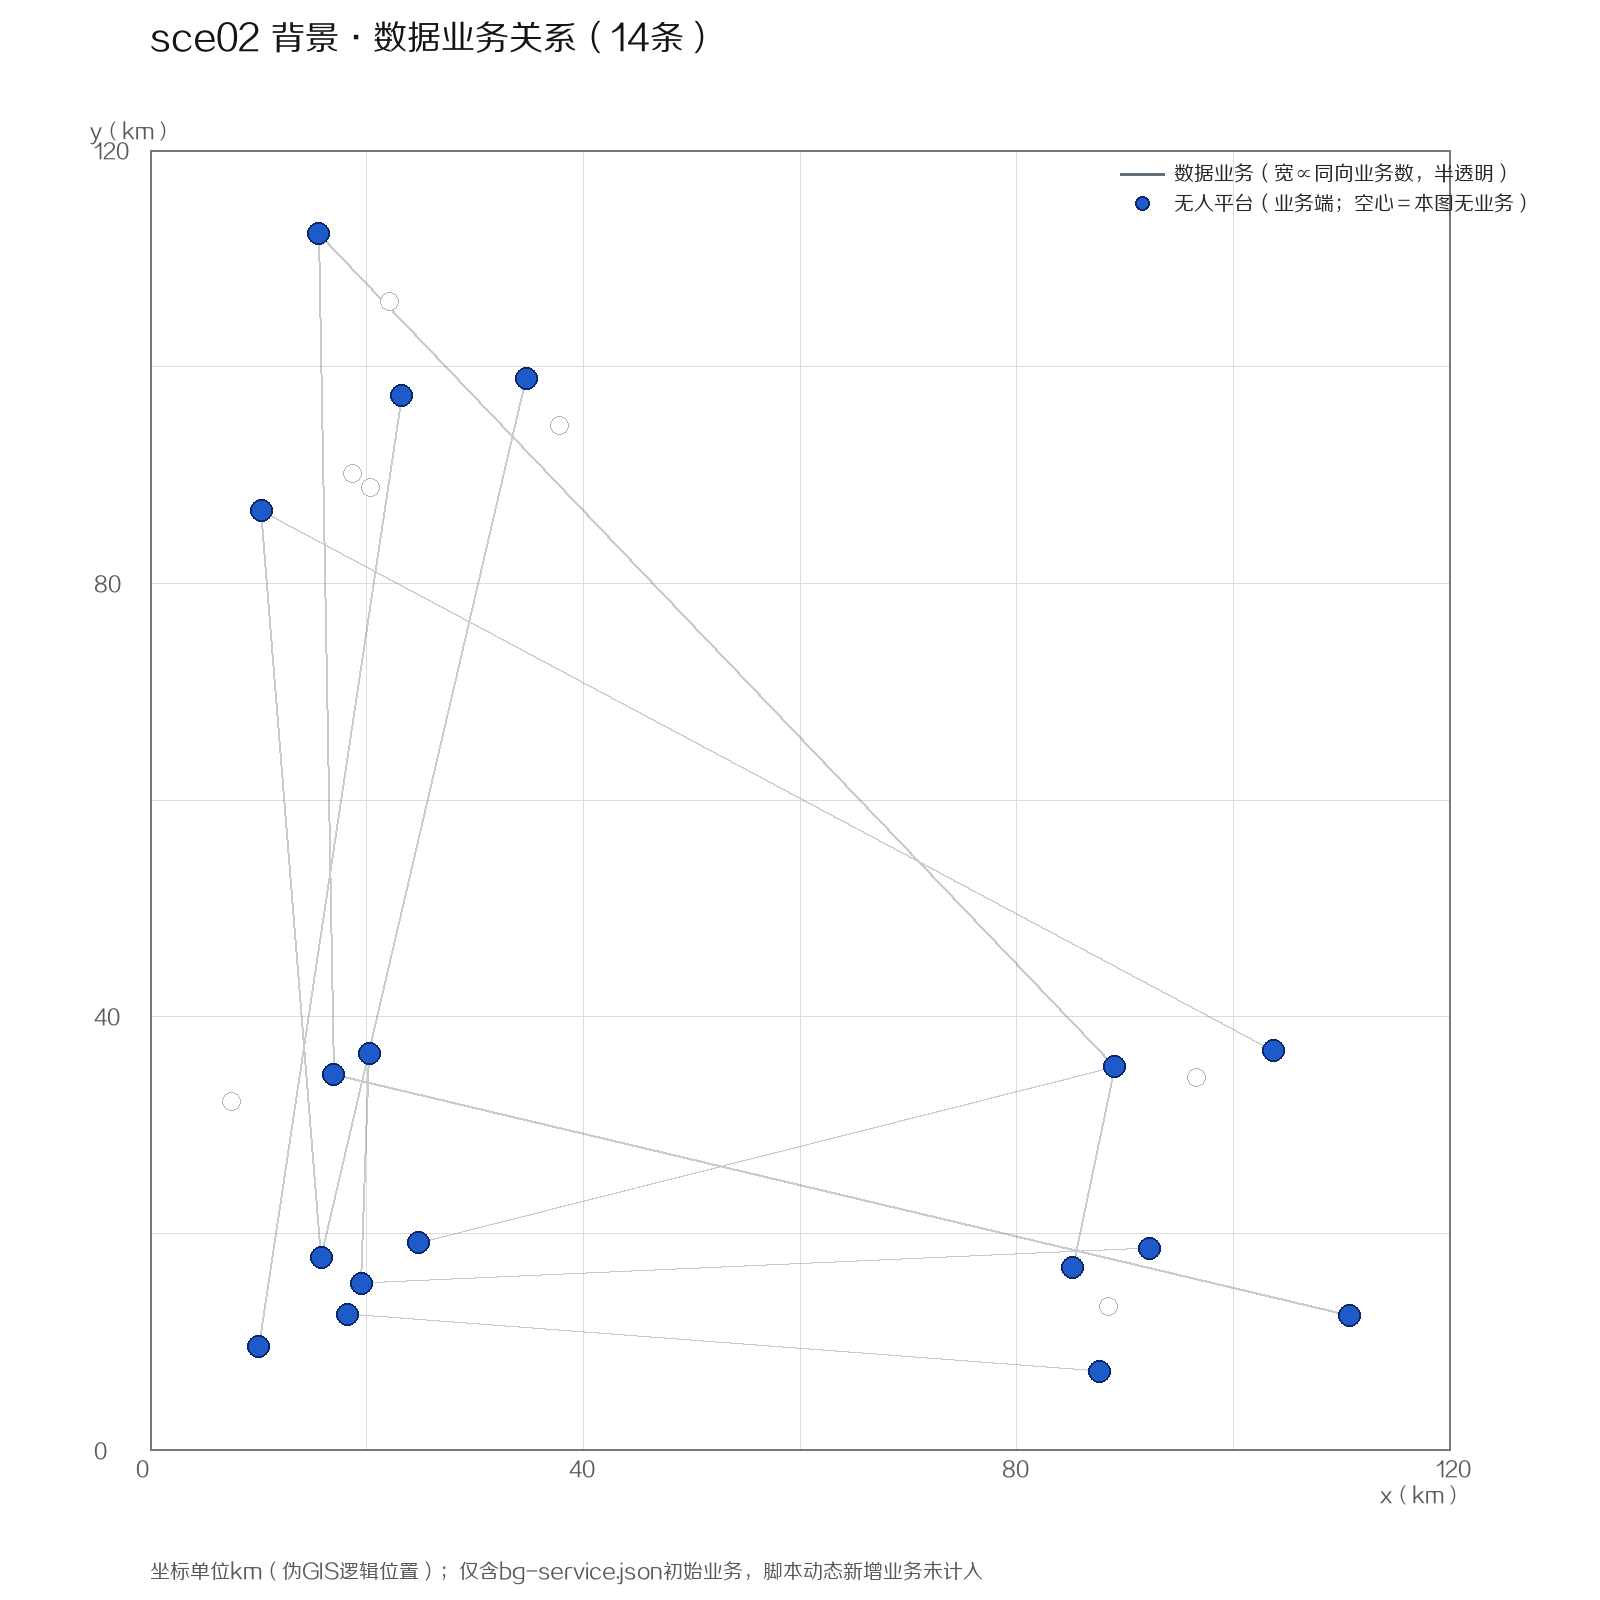 sce02 背景·数据业务关系（14条）
y（km）
120
数据业务（宽∝同向业务数，半透明）
无人平台（业务端；空心＝本图无业务）
80
40
0
0 40 80 120
x（km）
坐标单位km（伪GIS逻辑位置）；仅含bg-service.json初始业务，脚本动态新增业务未计入